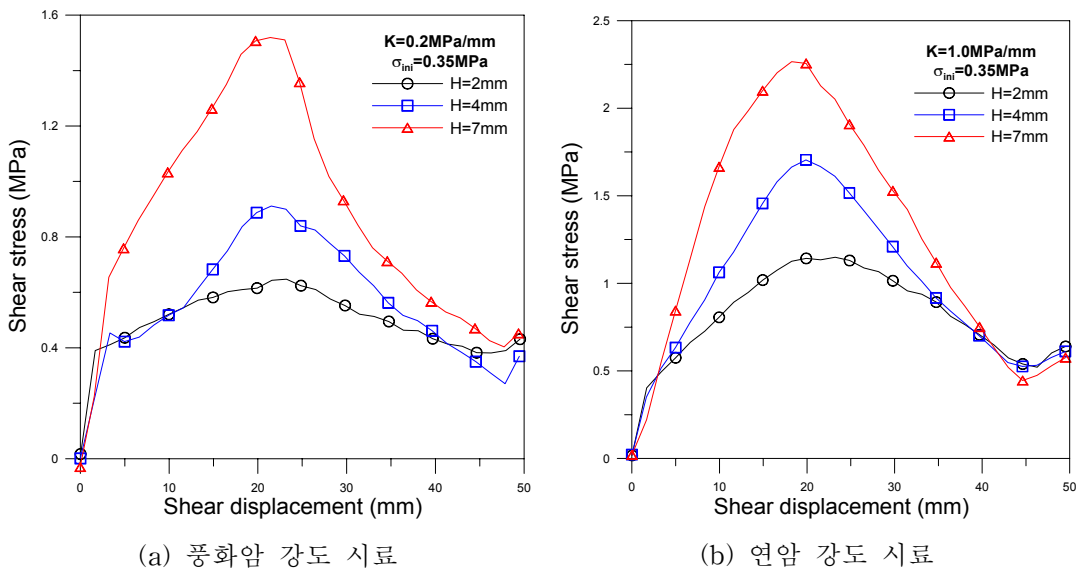 1.6
1.2
0.8
0.4
0
Shear stress (MPa)
K=0.2MPa/mm
σini=0.35MPa
H=2mm
H=4mm
H=7mm
0 10 20 30 40 50
Shear displacement (mm)
(a) 풍화암 강도 시료
2.5
2
1.5
1
0.5
0
Shear stress (MPa)
K=1.0MPa/mm
σini=0.35MPa
H=2mm
H=4mm
H=7mm
0 10 20 30 40 50
Shear displacement (mm)
(b) 연암 강도 시료